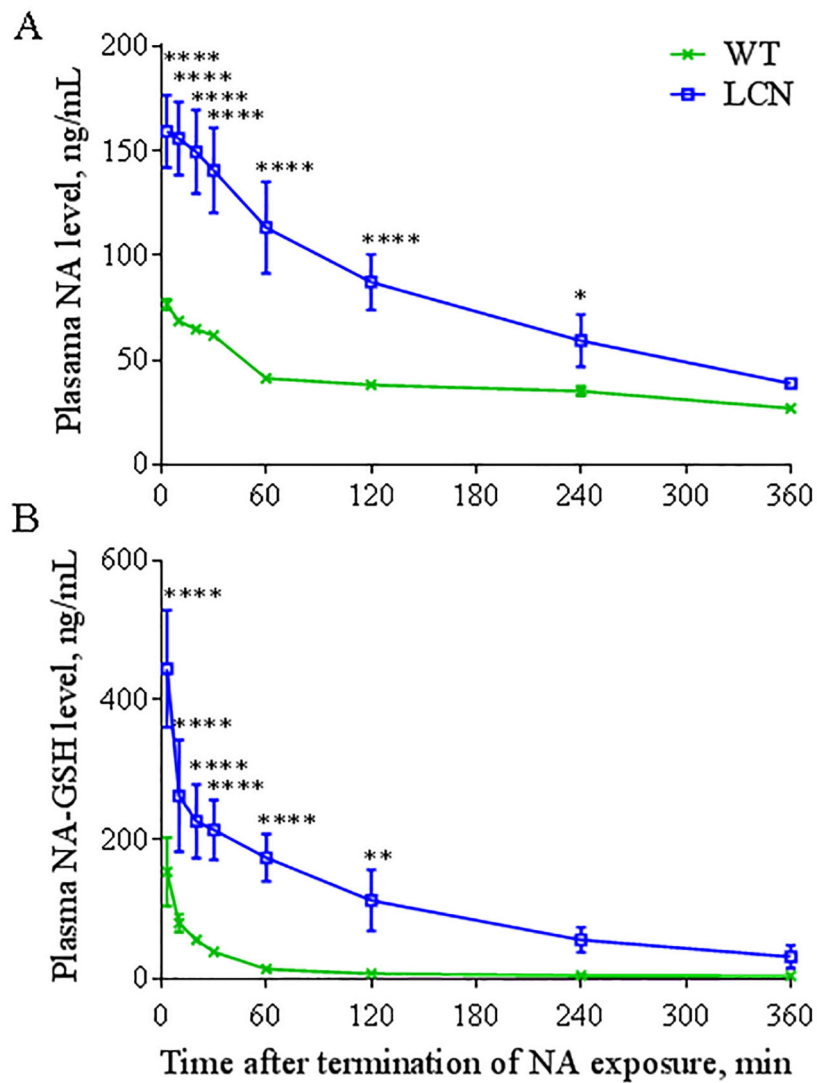 A
200
150
100
50
0
Plasama NA level, ng/mL
WT
LCN
****
****
****
****
****
****
*
0 60 120 180 240 300 360
B
600
400
200
0
Plasma NA-GSH level, ng/mL
****
****
****
****
****
**
0 60 120 180 240 300 360
Time after termination of NA exposure, min